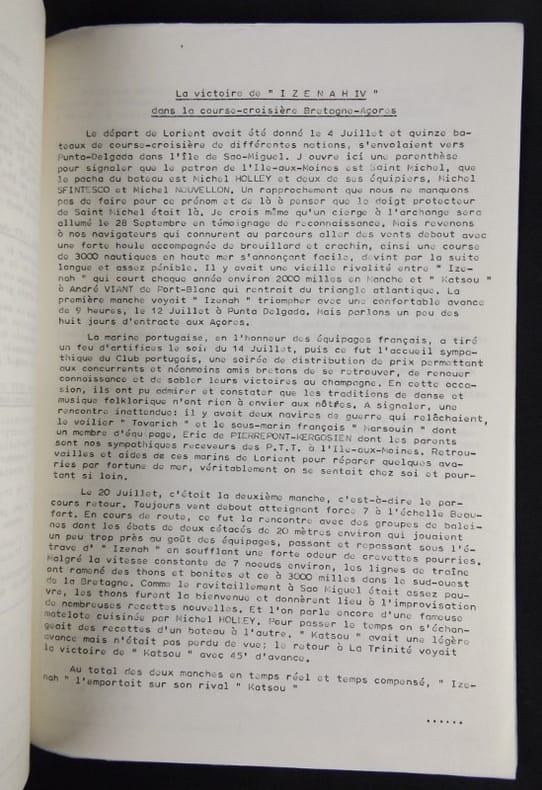 La victoire de " I Z E N A H IV "
dans la course-croisière Bretagne-Açores
Le départ de Lorient avait été donné le 4 Juillet et quinze ba-
teaux de course-croisière de différentes nations, s'envolaient vers
Punta-Delgada dans l'Ile de Sao-Miguel. J ouvre ici une parenthèse
pour signaler que le patron de l'Ile-aux-Moines est Saint Michel, que
le pacha du bateau est Michel HOLLEY et deux de ses équipiers, Michel
SFINTESCO et Michel NOUVELLON. Un rapprochement que nous ne manquons
pas de faire pour ce prénom et de là à penser que le doigt protecteur
de Saint Michel était là. Je crois même qu'un cierge à l'archange sera
allumé le 28 Septembre en témoignage de reconnaissance. Mais revenons
à nos navigateurs qui connurent au parcours aller des vents debout avec
une forte houle accompagnée de brouillard et crachin, ainsi une course
de 3000 nautiques en haute mer s'annonçant facile, devint par la suite
longue et assez pénible. Il y avait une vieille rivalité entre " Ize-
nah " qui court chaque année environ 2000 milles en Manche et " Katsou "
à André VIANT de Port-Blanc qui rentrait du triangle atlantique. La
première manche voyait " Izenah " triompher avec une confortable avance
de 9 heures, le 12 Juillet à Punta Delgada. Mais parlons un peu des
huit jours d'entracte aux Açores.
La marine portugaise, en l'honneur des équipages français, a tiré
un feu d'artifices le soir du 14 Juillet, puis ce fut l'accueil sympa-
thique du Club portugais, une soirée de distribution de prix permettant
aux concurrents et néanmoins amis bretons de se retrouver, de renouer
connaissance et de sabler leurs victoires au champagne. En cette occa-
sion, ils ont pu admirer et constater que les traditions de danse et
musique folklorique n'ont rien à envier aux nôtres. A signaler, une
rencontre inattendue: il y avait deux navires de guerre qui relâchaient,
le voilier " Tovarich " et le sous-marin français " Marsouin " dont
un membre d'équipage, Eric de PIERREPONT-KERGOSIEN dont les parents
sont nos sympathiques receveurs des P.T.T. à l'Ile-aux-Moines. Retrou-
vailles et aides de ces marins de Lorient pour réparer quelques ava-
ries par fortune de mer, véritablement on se sentait chez soi et pour-
tant si loin.
Le 20 Juillet, c'était la deuxième manche, c'est-à-dire le par-
cours retour. Toujours vent debout atteignant force 7 à l'échelle Beau-
fort. En cours de route, ce fut la rencontre avec des groupes de balei-
nes dont les ébats de deux cétacés de 20 mètres environ qui jouaient
un peu trop près au goût des équipages, passant et repassant sous l'é-
trave d' " Izenah " en soufflant une forte odeur de crevettes pourries.
Malgré la vitesse constante de 7 noeuds environ, les lignes de traîne
ont ramené des thons et bonites et ce à 3000 milles dans le sud-ouest
de la Bretagne. Comme le ravitaillement à Sao Miguel était assez pau-
vre, les thons furent la bienvenue et donnèrent lieu à l'improvisation
de nombreuses recettes nouvelles. Et l'on parle encore d'une fameuse
matelote cuisinée par Michel HOLLEY. Pour passer le temps on s'échan-
geait des recettes d'un bateau à l'autre. " Katsou " avait une légère
avance mais n'était pas perdu de vue; le retour à La Trinité voyait
la victoire de " Katsou " avec 45' d'avance.
Au total des deux manches en temps réel et temps compensé, " Ize-
nah " l'emportait sur son rival " Katsou "
......